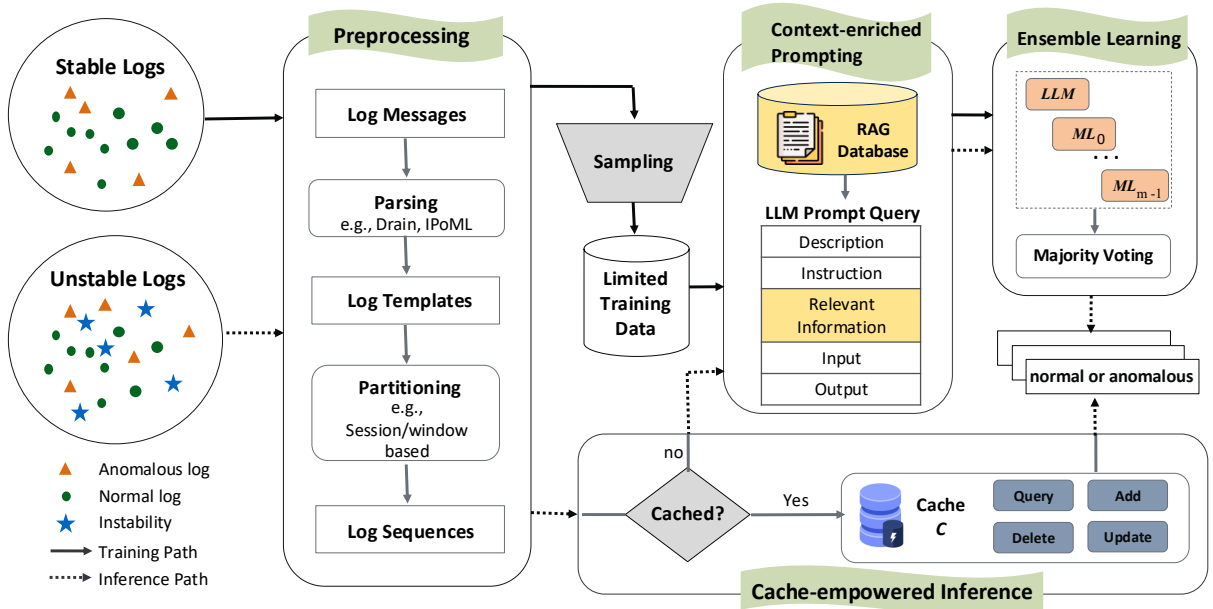 Stable Logs
Unstable Logs
Anomalous log
Normal log
Instability
Training Path
Inference Path
Preprocessing
Log Messages
Parsing
e.g., Drain, IPoML
Log Templates
Partitioning
e.g.,
Session/window
based
Log Sequences
Sampling
Limited
Training
Data
Context-enriched
Prompting
RAG
Database
LLM Prompt Query
Description
Instruction
Relevant
Information
Input
Output
Ensemble Learning
LLM
ML0
...
MLm-1
Majority Voting
normal or anomalous
no
Cached?
Yes
Cache
C
Query
Add
Delete
Update
Cache-empowered Inference